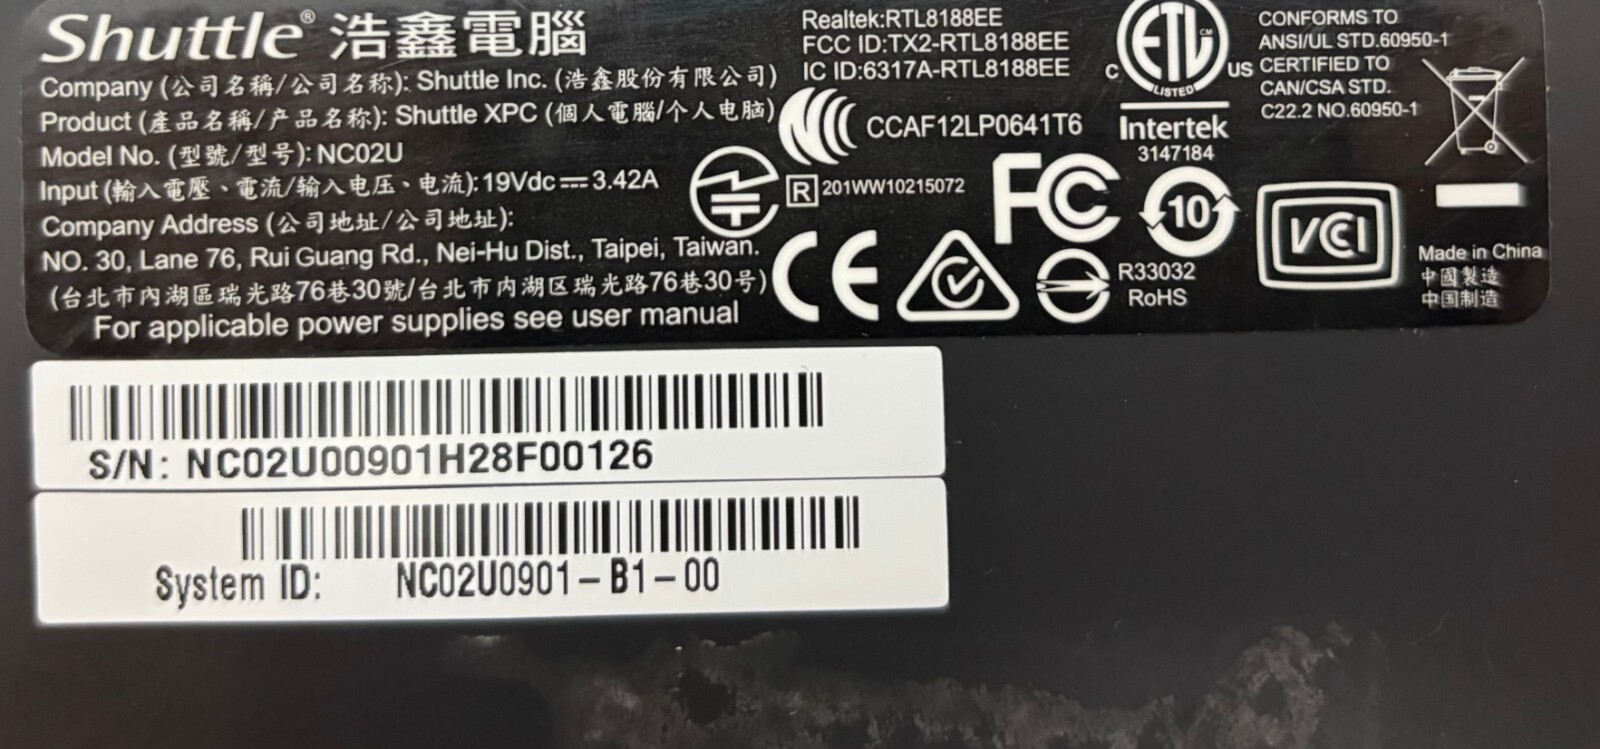 Shuttle® 浩鑫電腦
Company (公司名稱/公司名称): Shuttle Inc. (浩鑫股份有限公司)
Product (產品名稱/产品名称): Shuttle XPC (個人電腦/个人电脑)
Model No. (型號/型号): NC02U
Input (輸入電壓、電流/输入电压、电流): 19Vdc⎓3.42A
Company Address (公司地址/公司地址):
NO. 30, Lane 76, Rui Guang Rd., Nei-Hu Dist., Taipei, Taiwan.
(台北市內湖區瑞光路76巷30號/台北市内湖区瑞光路76巷30号)
For applicable power supplies see user manual
Realtek:RTL8188EE
FCC ID:TX2-RTL8188EE
IC ID:6317A-RTL8188EE
CCAF12LP0641T6
R 201WW10215072
CE
FC
C ETL CM US
LISTED
Intertek
3147184
CONFORMS TO
ANSI/UL STD.60950-1
CERTIFIED TO
CAN/CSA STD.
C22.2 NO.60950-1
10
R33032
RoHS
VCI
Made in China
中國製造
中国制造
S/N: NC02U00901H28F00126
System ID: NC02U0901-B1-00